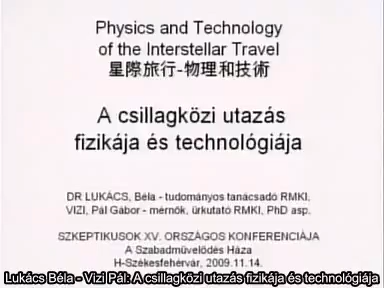 Physics and Technology
of the Interstellar Travel
星際旅行-物理和技術
A csillagközi utazás
fizikája és technológiája
DR LUKÁCS, Béla - tudományos tanácsadó RMKI,
VIZI, Pál Gábor - mérnök, űrkutató RMKI, PhD asp.
SZKEPTIKUSOK XV. ORSZÁGOS KONFERENCIÁJA
A Szabadművelődés Háza
H-Székesfehérvár, 2009.11.14.
Lukács Béla - Vizi Pál: A csillagközi utazás fizikája és technológiája